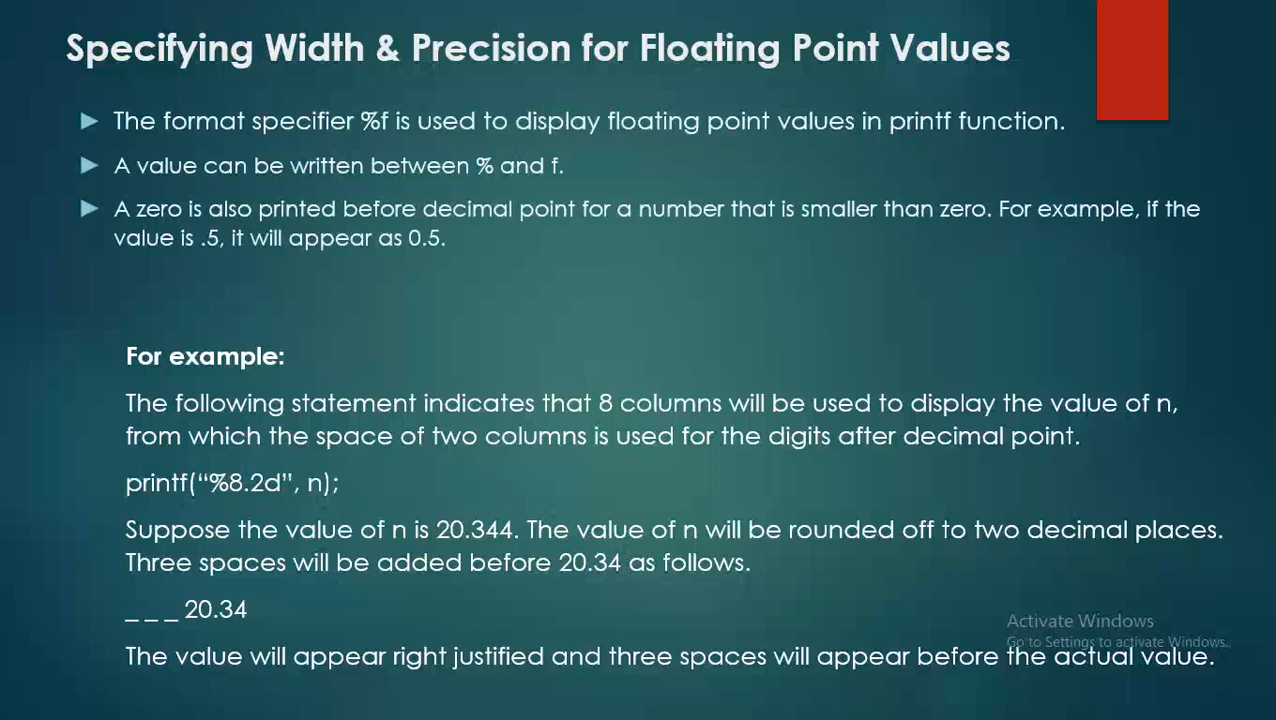 Specifying Width & Precision for Floating Point Values
The format specifier %f is used to display floating point values in printf function.
A value can be written between % and f.
A zero is also printed before decimal point for a number that is smaller than zero. For example, if the
value is .5, it will appear as 0.5.
For example:
The following statement indicates that 8 columns will be used to display the value of n,
from which the space of two columns is used for the digits after decimal point.
printf(“%8.2d”, n);
Suppose the value of n is 20.344. The value of n will be rounded off to two decimal places.
Three spaces will be added before 20.34 as follows.
_ _ _ 20.34
Activate Windows
Go to Settings to activate Windows.
The value will appear right justified and three spaces will appear before the actual value.